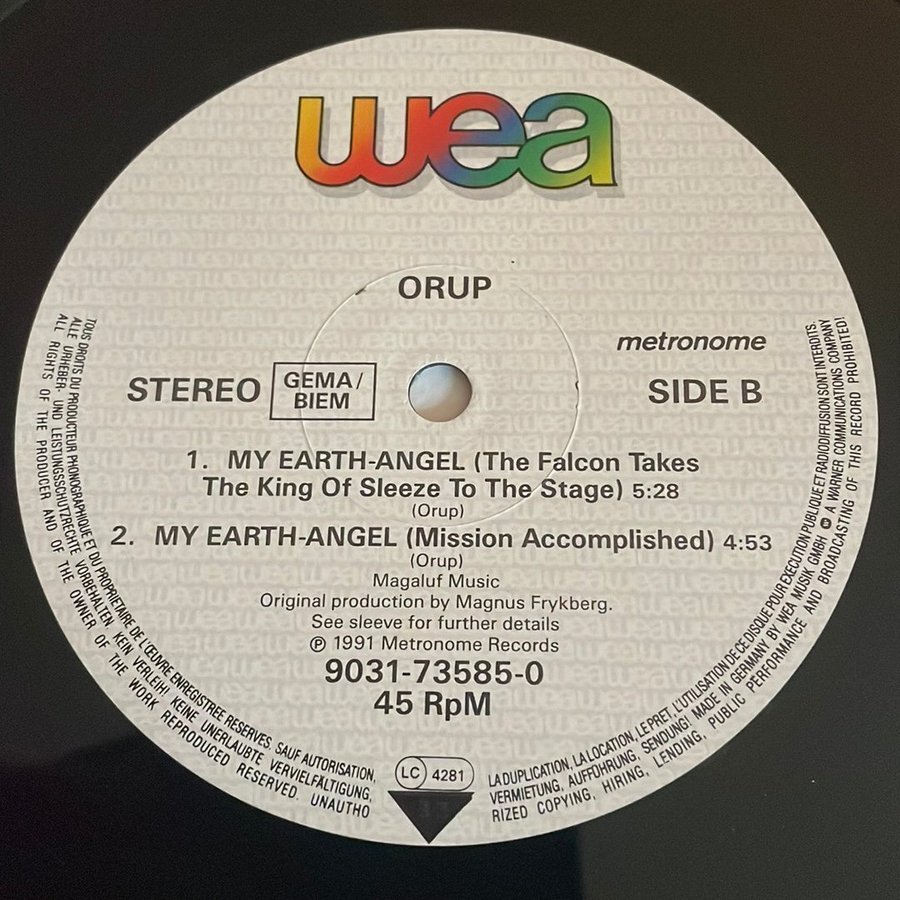 wea
ORUP
metronome
STEREO GEMA/ BIEM SIDE B
1. MY EARTH-ANGEL (The Falcon Takes
The King Of Sleeze To The Stage) 5:28
(Orup)
2. MY EARTH-ANGEL (Mission Accomplished) 4:53
(Orup)
Magaluf Music
Original production by Magnus Frykberg.
See sleeve for further details
℗ 1991 Metronome Records
9031-73585-0
45 RpM
LC 4281
TOUS DROITS DU PRODUCTEUR PHONOGRAPHIQUE ET DU PROPRIETAIRE DE L'ŒUVRE ENREGISTREE RESERVES. SAUF AUTORISATION,
LA DUPLICATION, LA LOCATION, LE PRET, L'UTILISATION DE CE DISQUE POUR EXECUTION PUBLIQUE ET RADIODIFFUSION SONT INTERDITS.
ALLE URHEBER- UND LEISTUNGSSCHUTZRECHTE VORBEHALTEN. KEIN VERLEIH! KEINE UNERLAUBTE VERVIELFÄLTIGUNG,
VERMIETUNG, AUFFÜHRUNG, SENDUNG! MADE IN GERMANY BY WEA MUSIK GMBH A WARNER COMMUNICATIONS COMPANY
ALL RIGHTS OF THE PRODUCER AND OF THE OWNER OF THE WORK REPRODUCED RESERVED. UNAUTHO
RIZED COPYING, HIRING, LENDING, PUBLIC PERFORMANCE AND BROADCASTING OF THIS RECORD PROHIBITED!